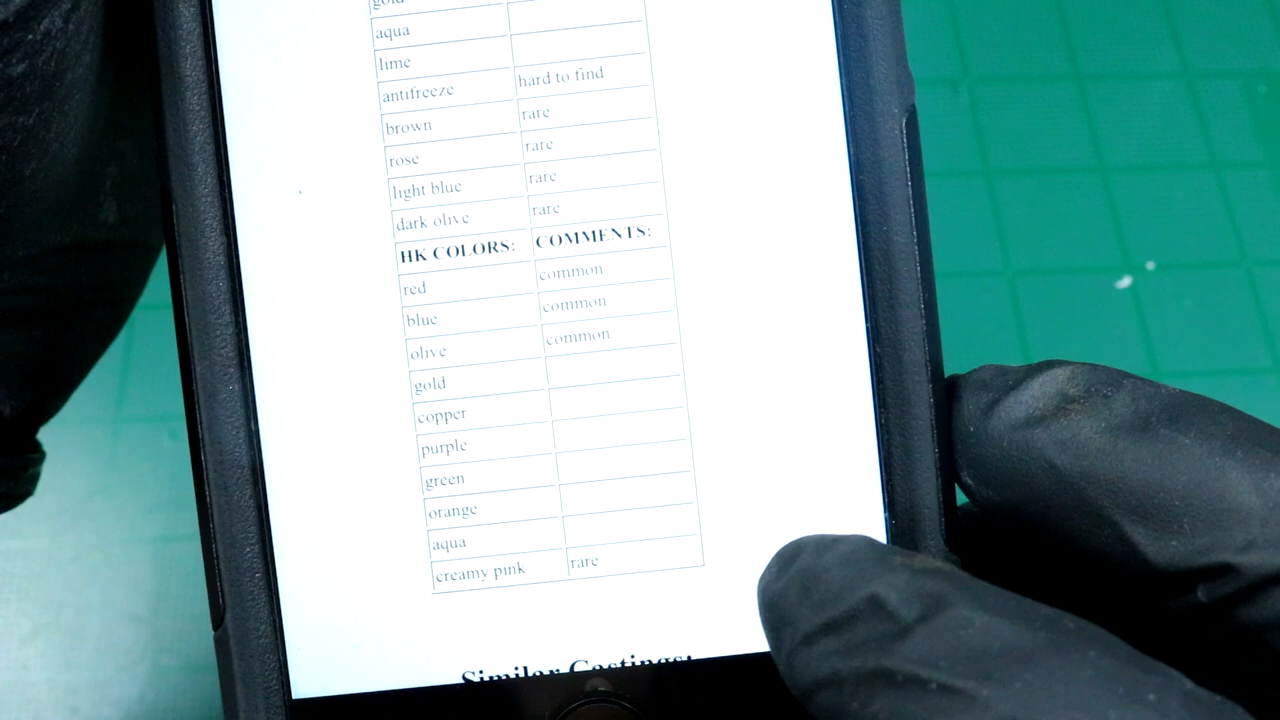 gold
aqua
lime
antifreeze hard to find
brown rare
rose rare
light blue rare
dark olive rare
HK COLORS: COMMENTS:
red common
blue common
olive common
gold
copper
purple
green
orange
aqua
creamy pink rare
Similar Castings: